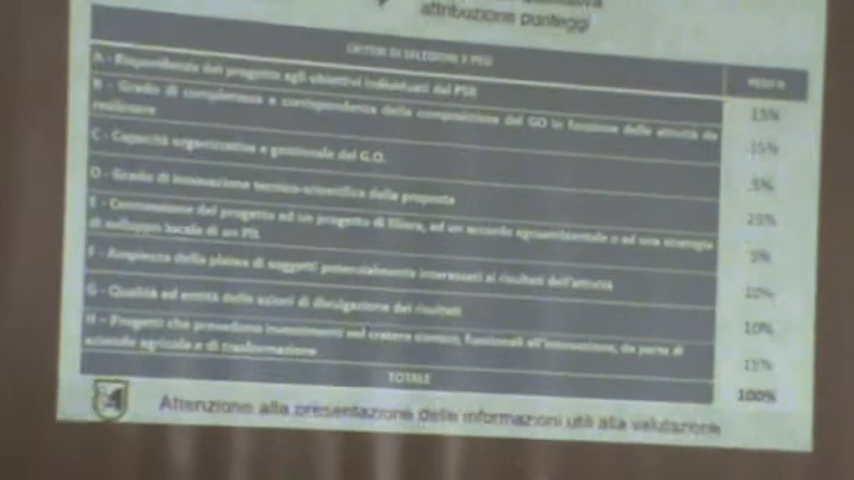 attribuzione punteggi
CRITERI DI SELEZIONE E PESI
PESO %
A - Rispondenza del progetto agli obiettivi individuati dal PSR
15%
B - Grado di completezza e corrispondenza della composizione del GO in funzione delle attività da
realizzare
15%
C - Capacità organizzativa e gestionale del G.O.
5%
D - Grado di innovazione tecnico-scientifica della proposta
25%
E - Connessione del progetto ad un progetto di filiera, ad un accordo agroambientale o ad una strategia
di sviluppo locale di un PIL
5%
F - Ampiezza della platea di soggetti potenzialmente interessati ai risultati dell'attività
10%
G - Qualità ed entità delle azioni di divulgazione dei risultati
10%
H - Progetti che prevedono investimenti nel cratere sismico, funzionali all'innovazione, da parte di
aziende agricole e di trasformazione
15%
TOTALE
100%
Attenzione alla presentazione delle informazioni utili alla valutazione